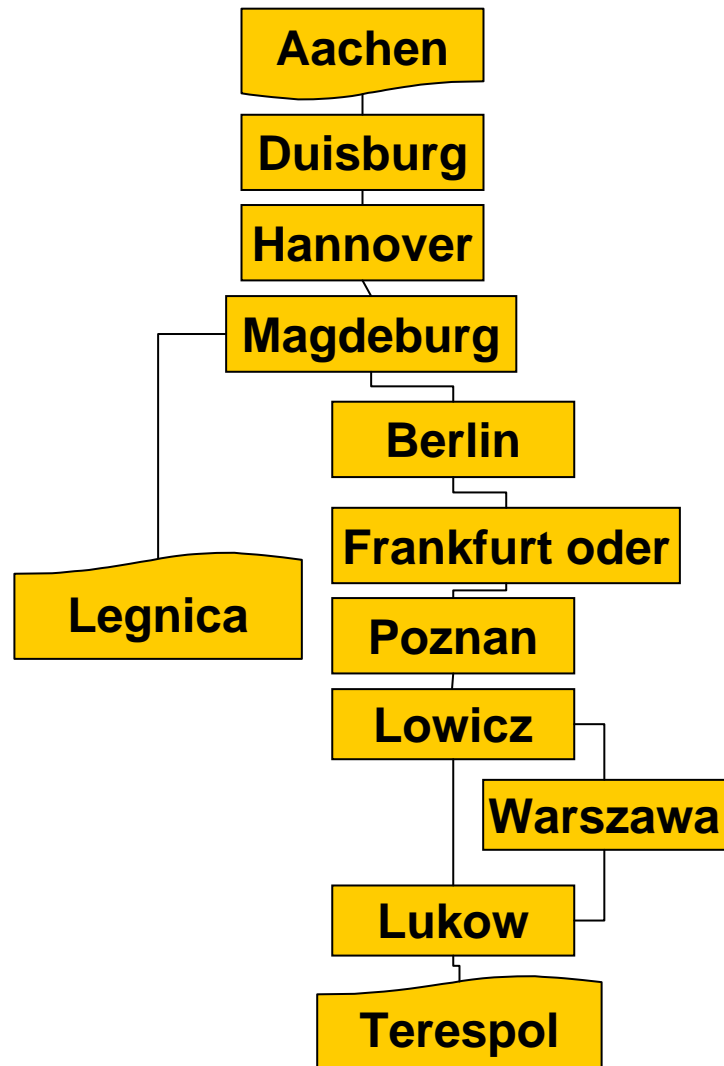 Aachen
Duisburg
Hannover
Magdeburg
Berlin
Frankfurt oder
Legnica
Poznan
Lowicz
Warszawa
Lukow
Terespol